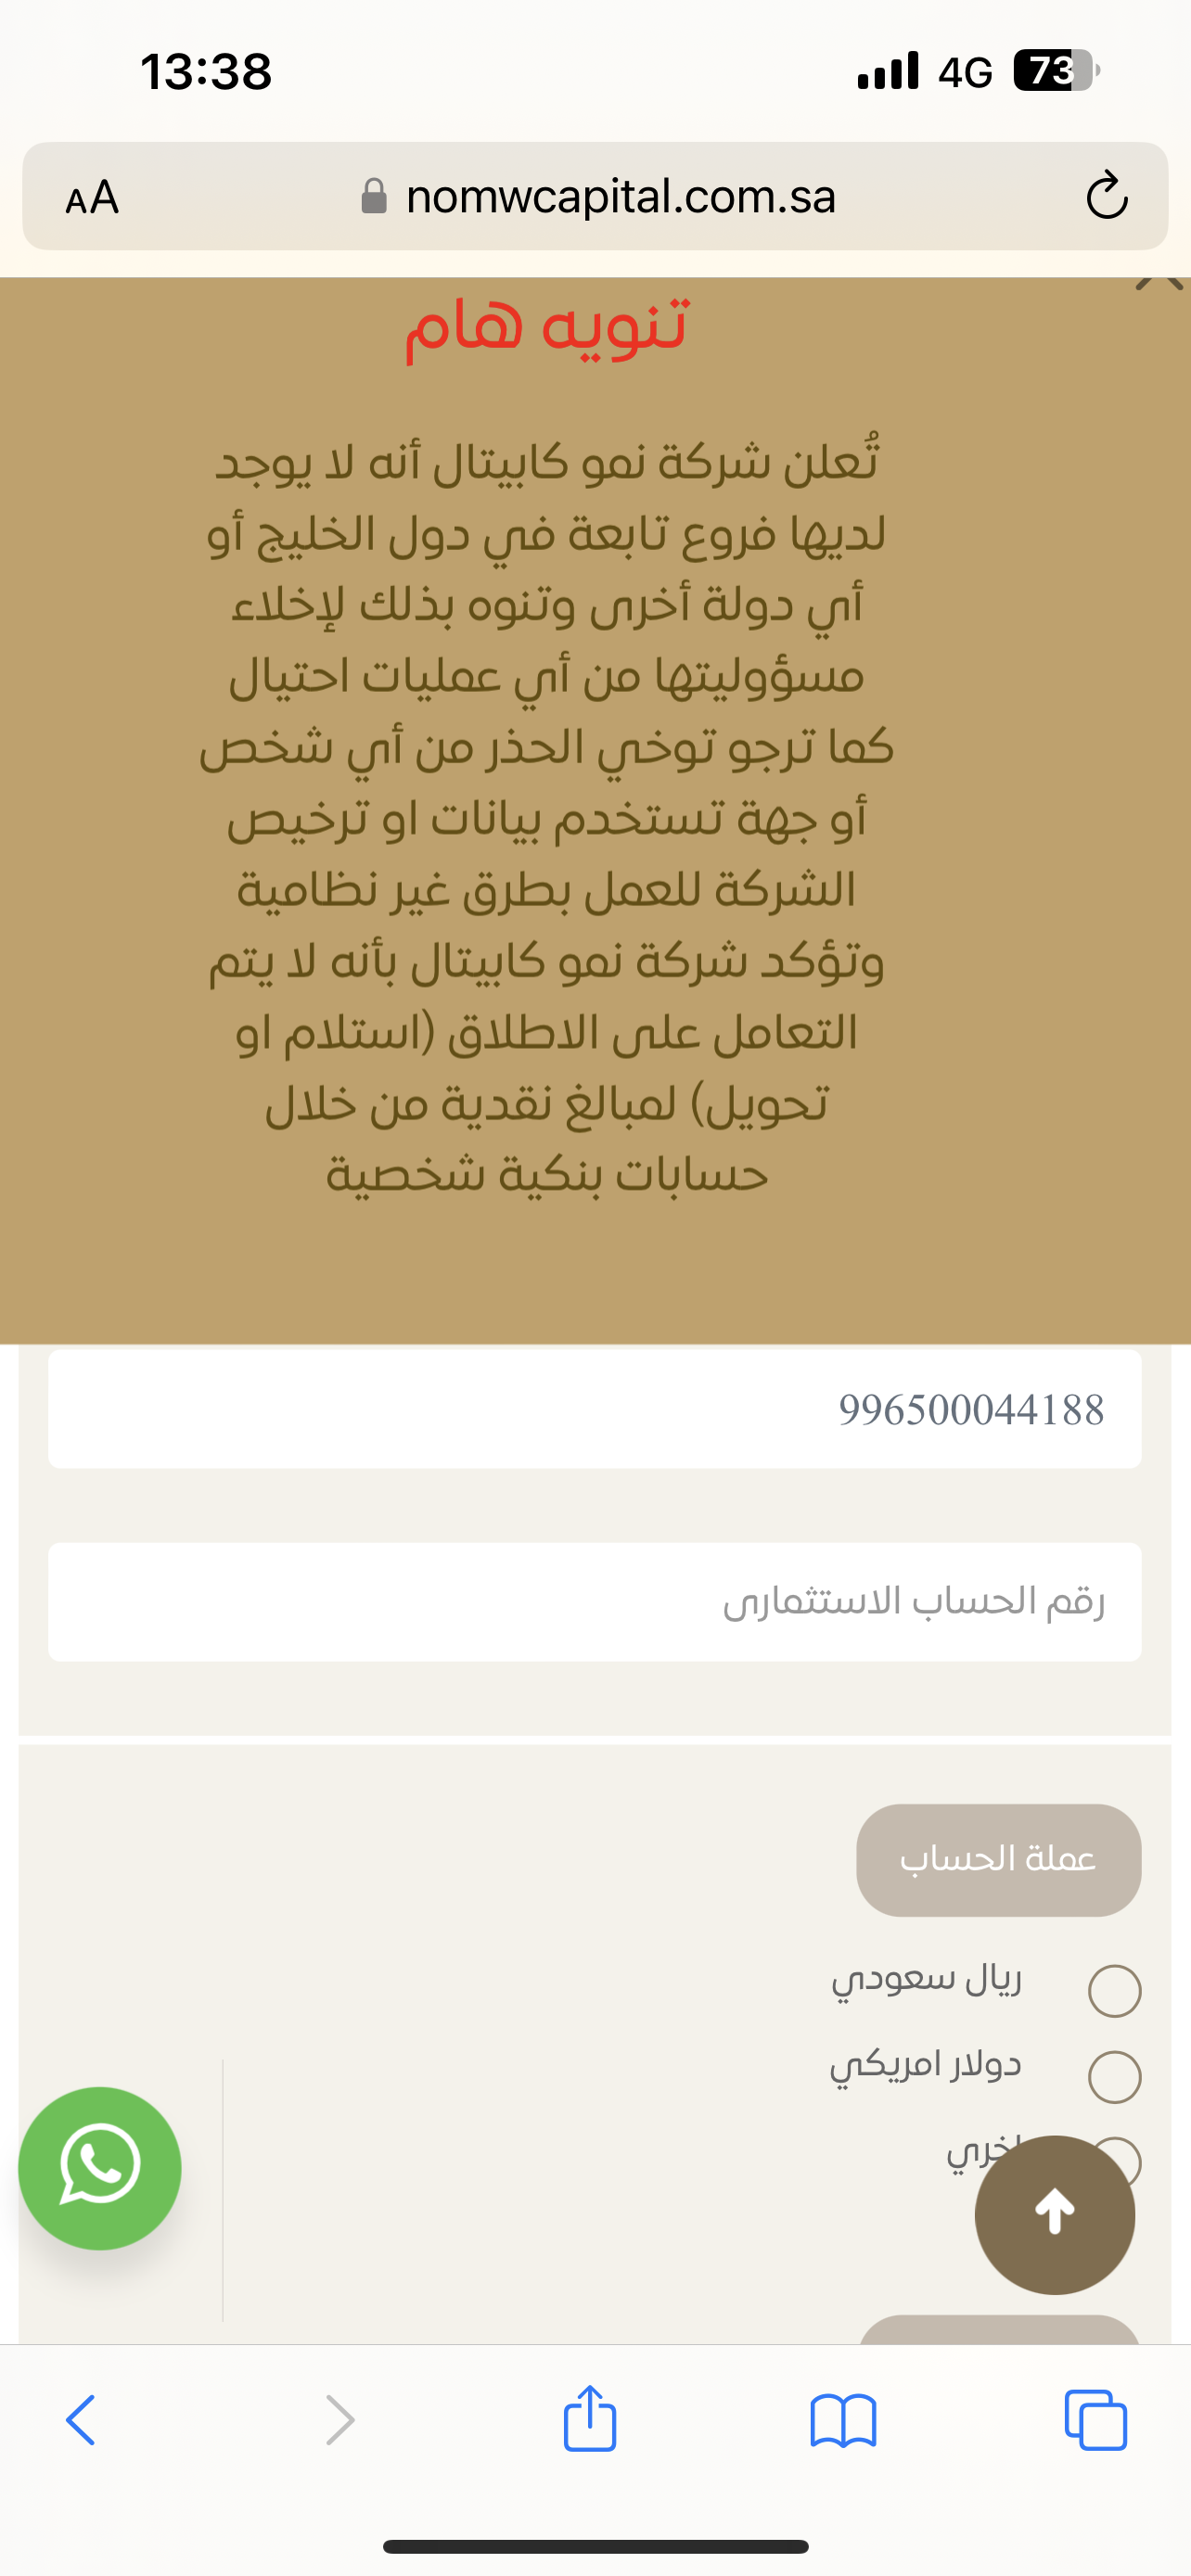 13:38
4G 73
AA nomwcapital.com.sa
تنويه هام
تُعلن شركة نمو كابيتال أنه لا يوجد
لديها فروع تابعة في دول الخليج أو
أي دولة أخرى وتنوه بذلك لإخلاء
مسؤوليتها من أي عمليات احتيال
كما ترجو توخي الحذر من أي شخص
أو جهة تستخدم بيانات او ترخيص
الشركة للعمل بطرق غير نظامية
وتؤكد شركة نمو كابيتال بأنه لا يتم
التعامل على الاطلاق (استلام او
تحويل) لمبالغ نقدية من خلال
حسابات بنكية شخصية
996500044188
رقم الحساب الاستثمارى
عملة الحساب
ريال سعودي
دولار امريكي
اخري